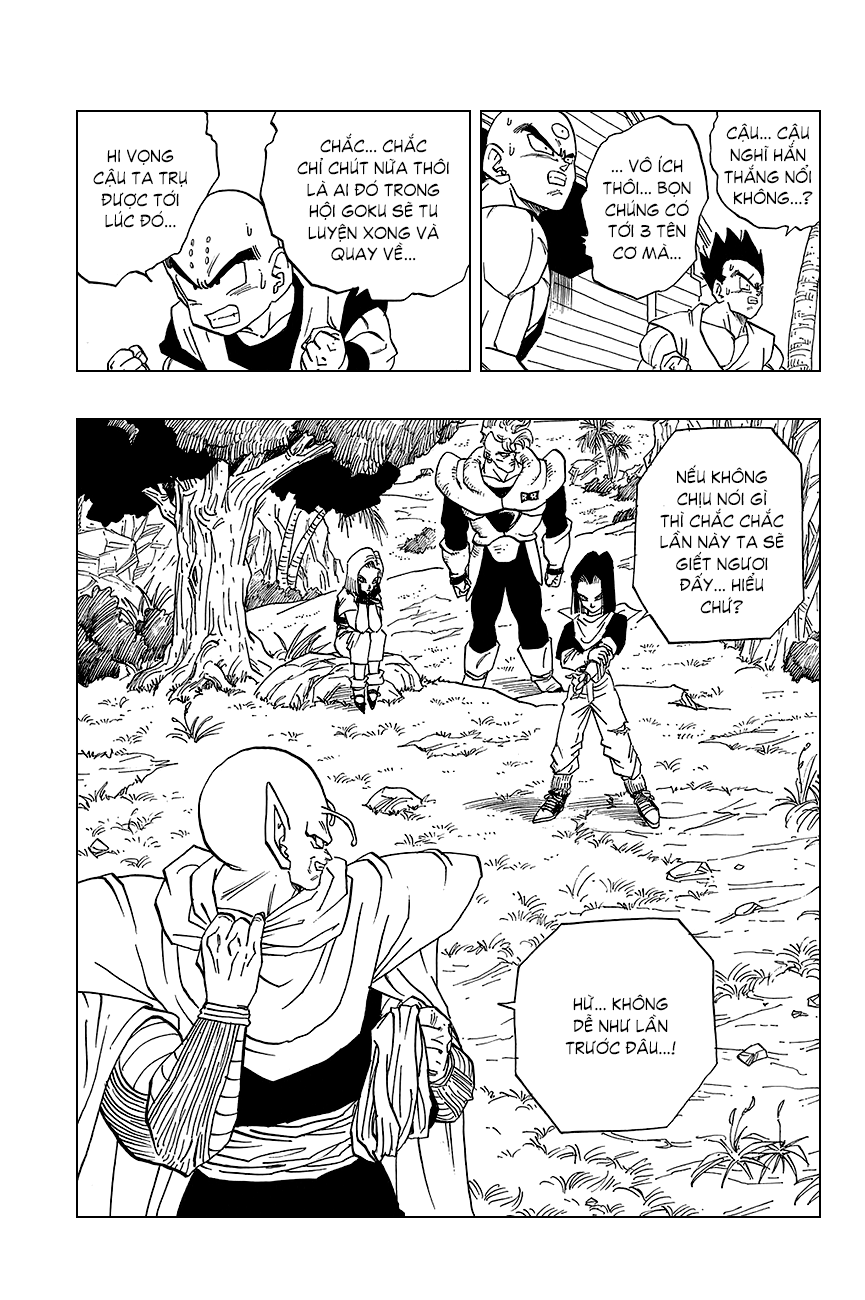 CẬU... CẬU
NGHĨ HẮN
THẮNG NỔI
KHÔNG...?
... VÔ ÍCH
THÔI... BỌN
CHÚNG CÓ
TỚI 3 TÊN
CƠ MÀ...
CHẮC... CHẮC
CHỈ CHÚT NỮA THÔI
LÀ AI ĐÓ TRONG
HỘI GOKU SẼ TU
LUYỆN XONG VÀ
QUAY VỀ...
HI VỌNG
CẬU TA TRỤ
ĐƯỢC TỚI
LÚC ĐÓ...
NẾU KHÔNG
CHỊU NÓI GÌ
THÌ CHẮC CHẮC
LẦN NÀY TA SẼ
GIẾT NGƯƠI
ĐẤY... HIỂU
CHỨ?
HỪ... KHÔNG
DỄ NHƯ LẦN
TRƯỚC ĐÂU...!